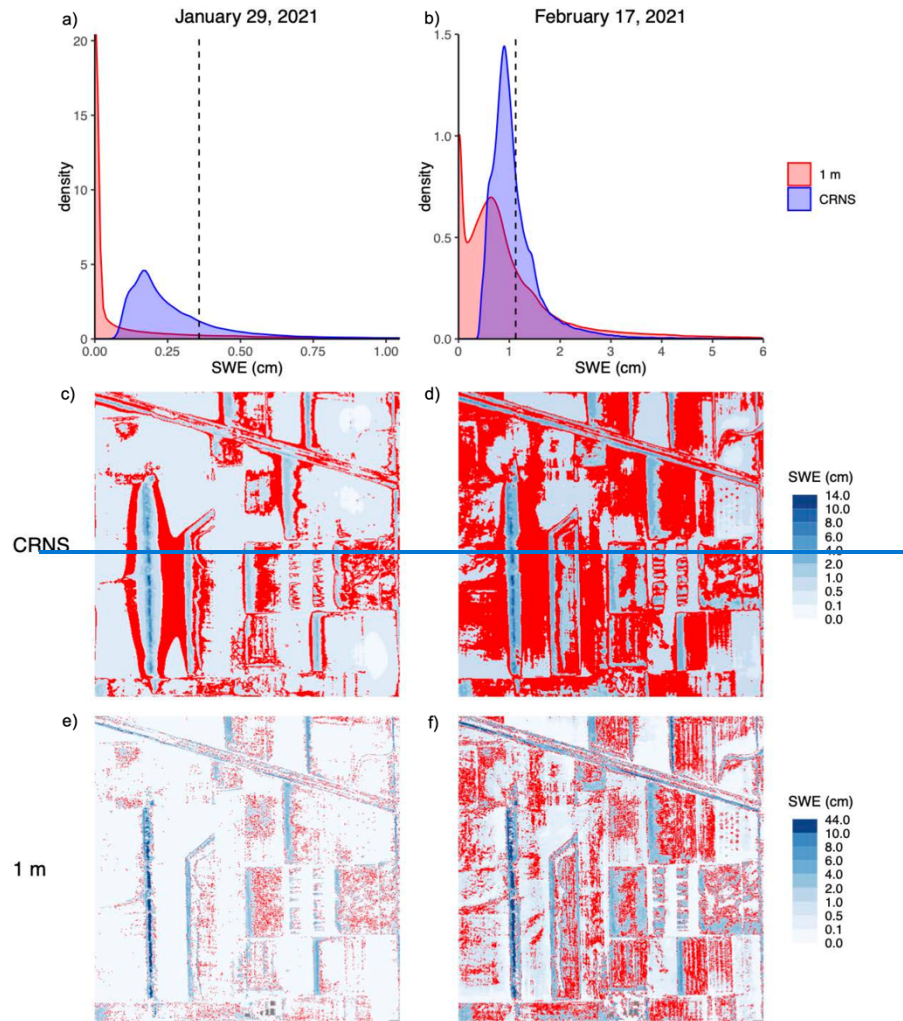 January 29, 2021
February 17, 2021
a)
b)
20
15
10
5
0
density
0.00
0.25
0.50
0.75
1.00
SWE (cm)
1.5
1.0
0.5
0.0
density
0
1
2
3
4
5
6
SWE (cm)
1 m
CRNS
c)
d)
CRNS
SWE (cm)
14.0
10.0
8.0
6.0
4.0
2.0
1.0
0.5
0.1
0.0
e)
f)
1 m
SWE (cm)
44.0
10.0
8.0
6.0
4.0
2.0
1.0
0.5
0.1
0.0